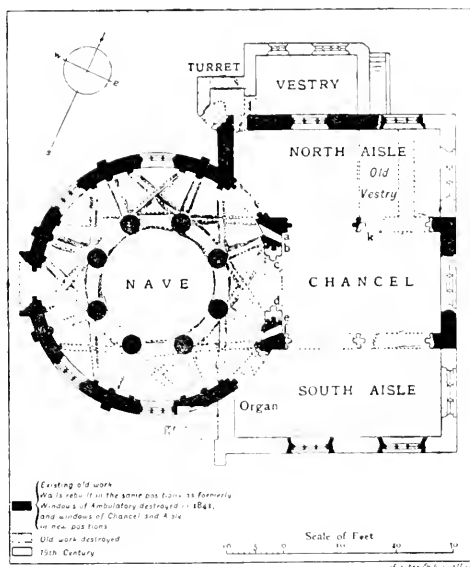 W
E
S
TURRET
VESTRY
NORTH AISLE
Old
Vestry
k
b
c
NAVE
CHANCEL
d
e
SOUTH AISLE
Organ
Existing old work
Walls rebuilt in the same positions as formerly
Windows of Ambulatory destroyed in 1841,
and windows of Chancel and Aisle
in new positions
Old work destroyed
19th Century
Scale of Feet